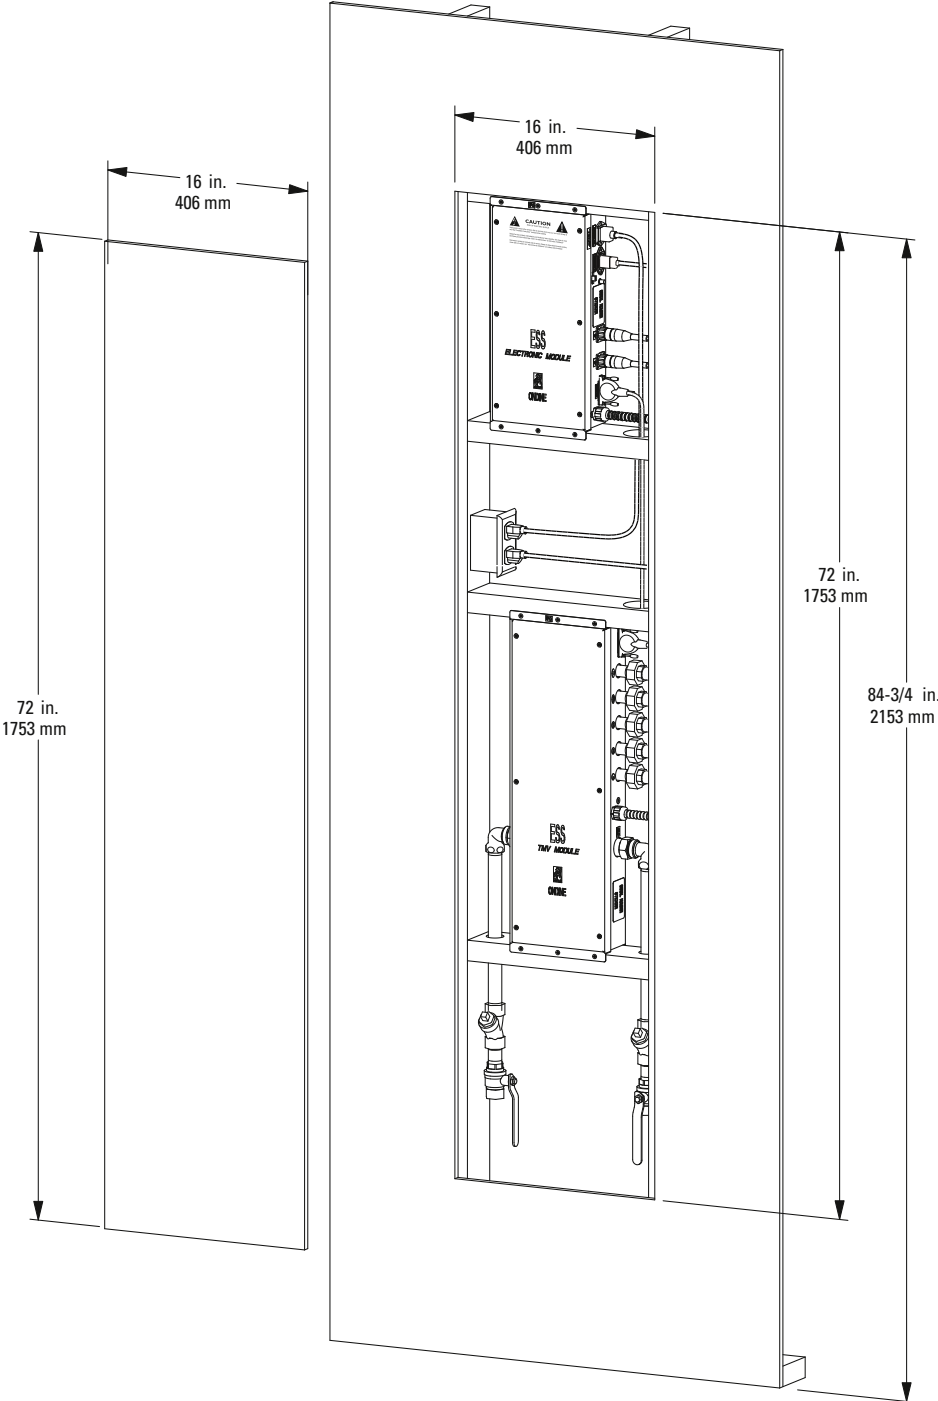 16 in.
406 mm
16 in.
406 mm
CAUTION
ESS
ELECTRONIC MODULE
ONDINE
72 in.
1753 mm
84-3/4 in.
2153 mm
72 in.
1753 mm
ESS
TMV MODULE
ONDINE